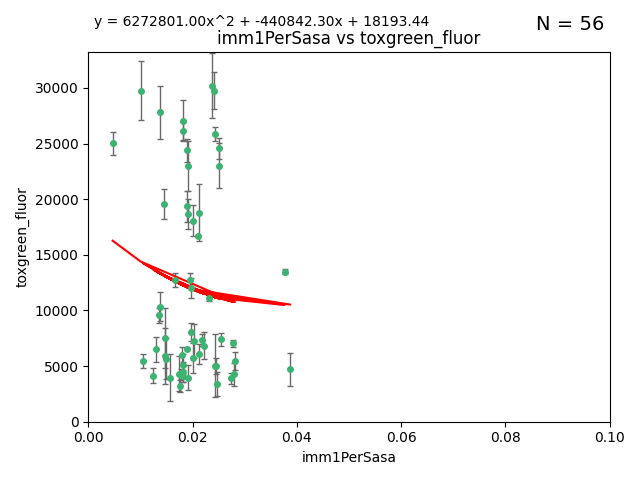 y = 6272801.00x^2 + -440842.30x + 18193.44
N = 56
imm1PerSasa vs toxgreen_fluor
30000
25000
20000
15000
10000
5000
0
toxgreen_fluor
0.00 0.02 0.04 0.06 0.08 0.10
imm1PerSasa